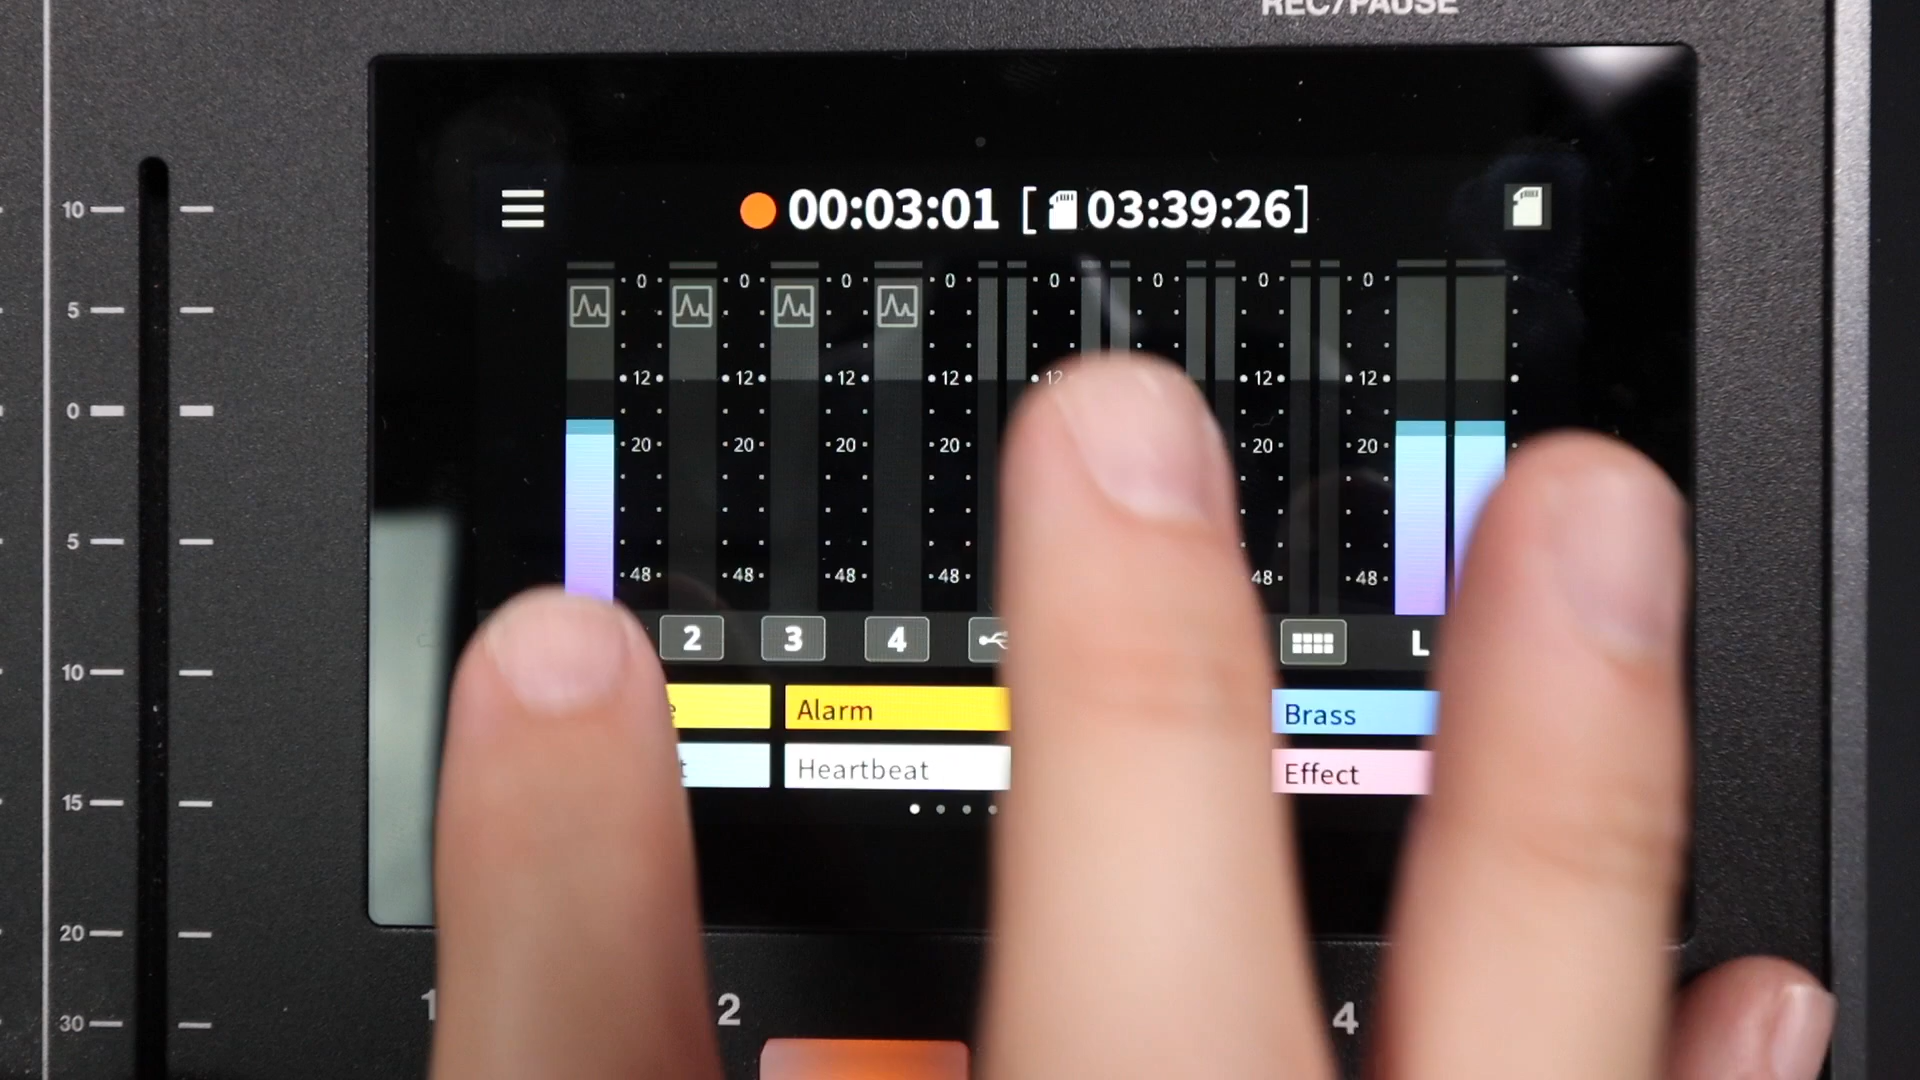 REC/PAUSE
00:03:01 [03:39:26]
10
5
0
5
10
15
20
30
0 0 0 0 0 0 0 0
12 12 12 12 12 12 12
20 20 20 20 20 20
48 48 48 48 48 48
2 3 4 L
Alarm Brass
Heartbeat Effect
1 2 4